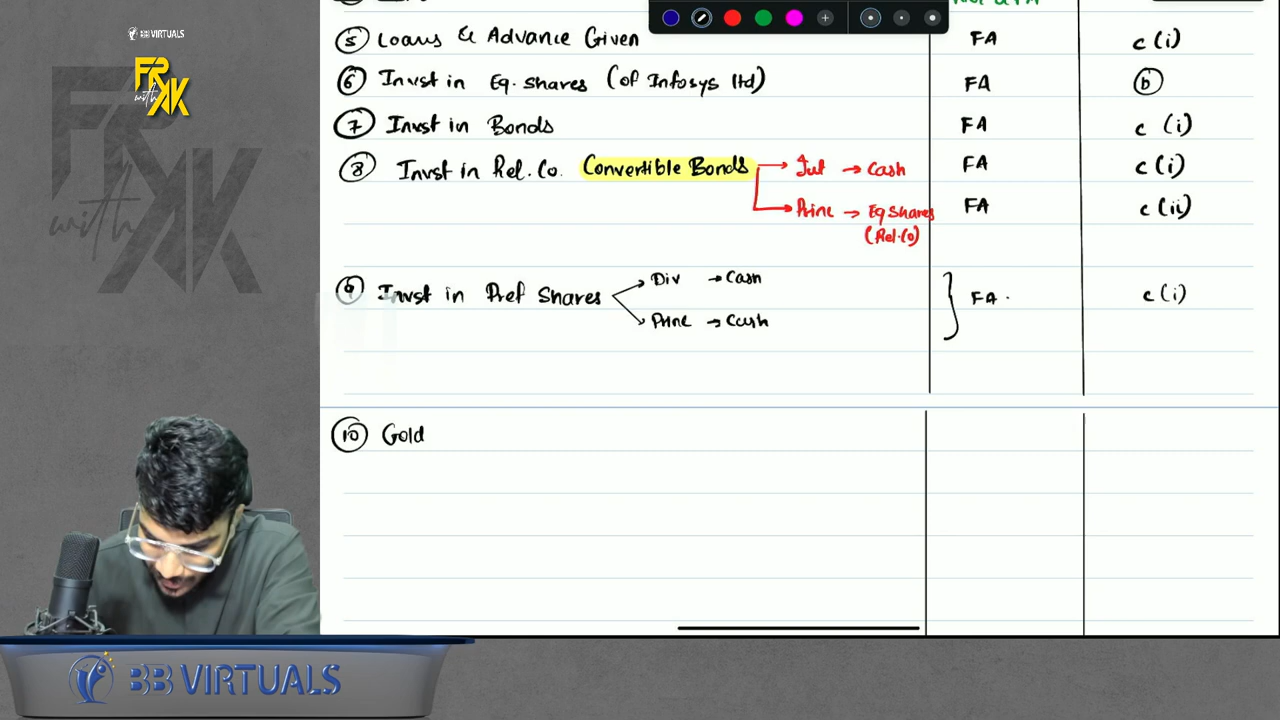 BB VIRTUALS
FR
with
AK
⑤ Loans & Advance Given FA c(i)
⑥ Invst in Eq. Shares (of Infosys ltd) FA ⓑ
⑦ Invst in Bonds FA c (i)
⑧ Invst in Rel. Co. Convertible Bonds → Int → Cash FA c(i)
→ Princ → Eq Shares FA c(ii)
(Rel. Co)
⑨ Invst in Pref Shares → Div → Cash
→ Princ → Cash } FA. c(i)
⑩ Gold
BB VIRTUALS